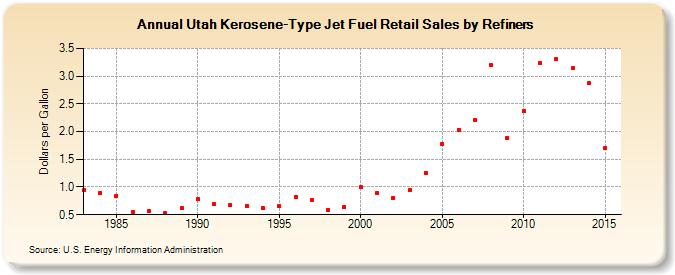 Annual Utah Kerosene-Type Jet Fuel Retail Sales by Refiners
Dollars per Gallon
3.5
3.0
2.5
2.0
1.5
1.0
0.5
1985 1990 1995 2000 2005 2010 2015
Source: U.S. Energy Information Administration